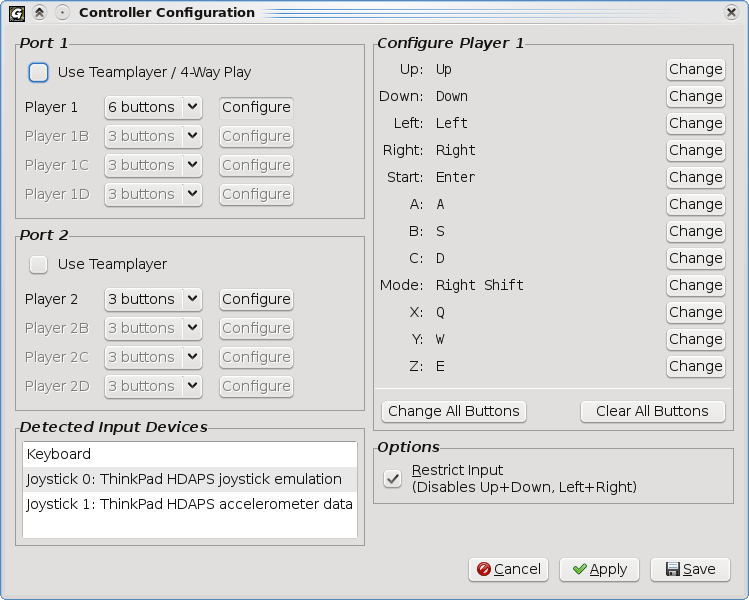 Controller Configuration
Port 1
Use Teamplayer / 4-Way Play
Player 1 6 buttons Configure
Player 1B 3 buttons Configure
Player 1C 3 buttons Configure
Player 1D 3 buttons Configure
Port 2
Use Teamplayer
Player 2 3 buttons Configure
Player 2B 3 buttons Configure
Player 2C 3 buttons Configure
Player 2D 3 buttons Configure
Detected Input Devices
Keyboard
Joystick 0: ThinkPad HDAPS joystick emulation
Joystick 1: ThinkPad HDAPS accelerometer data
Configure Player 1
Up: Up Change
Down: Down Change
Left: Left Change
Right: Right Change
Start: Enter Change
A: A Change
B: S Change
C: D Change
Mode: Right Shift Change
X: Q Change
Y: W Change
Z: E Change
Change All Buttons Clear All Buttons
Options
Restrict Input
(Disables Up+Down, Left+Right)
Cancel Apply Save